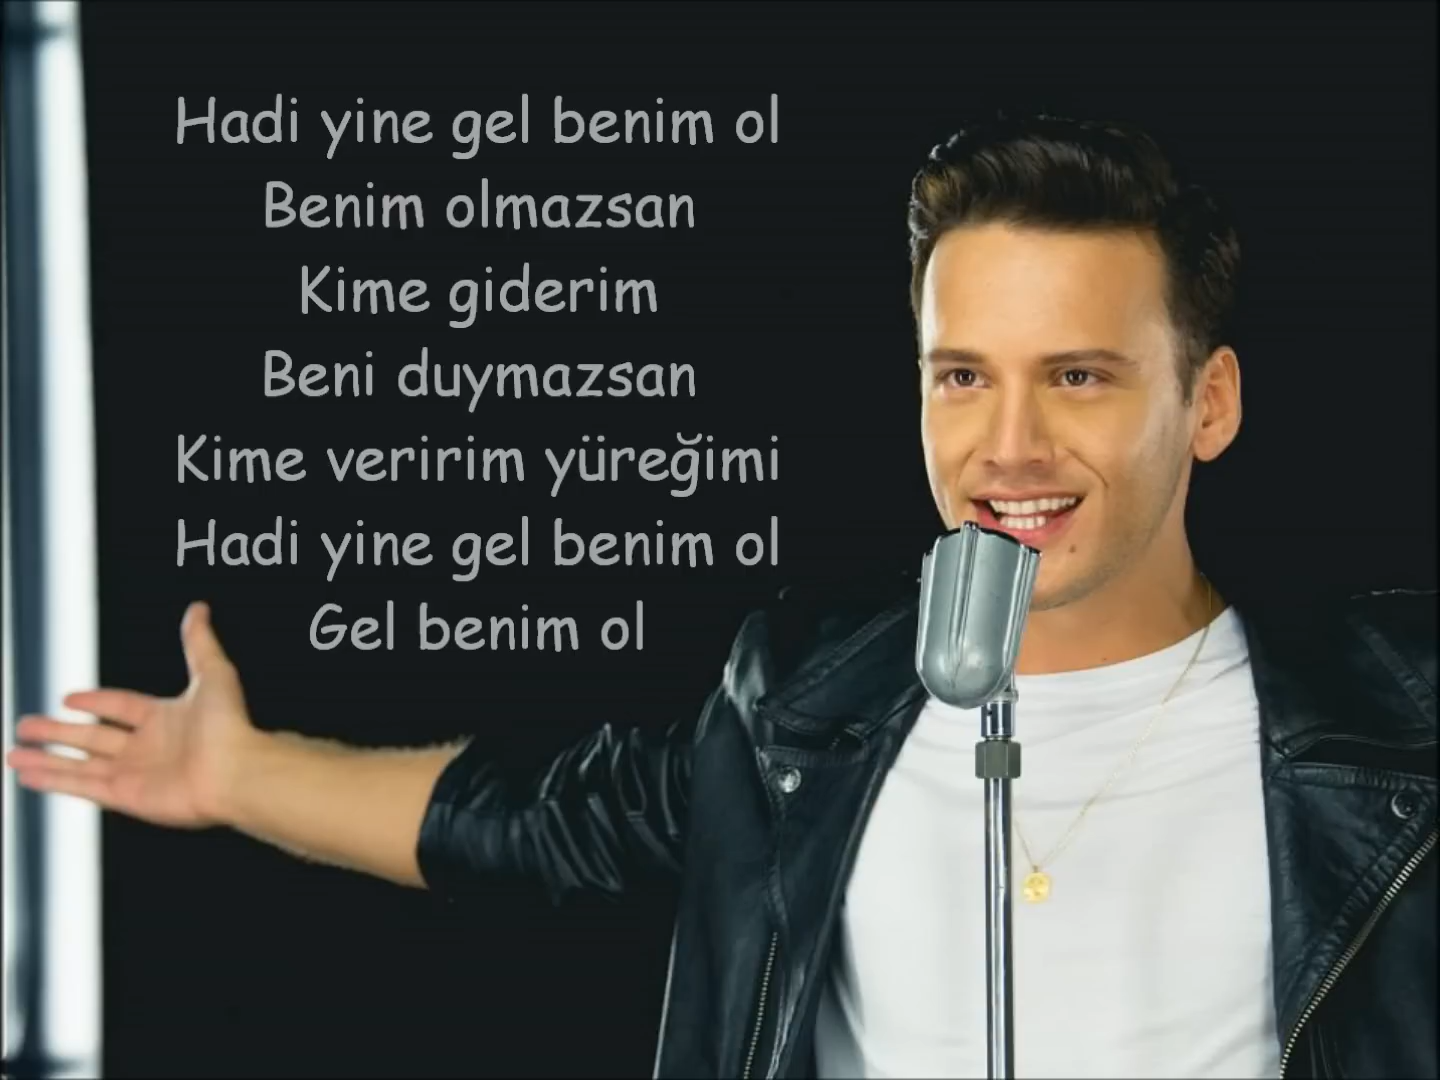 Hadi yine gel benim ol
Benim olmazsan
Kime giderim
Beni duymazsan
Kime veririm yüreğimi
Hadi yine gel benim ol
Gel benim ol